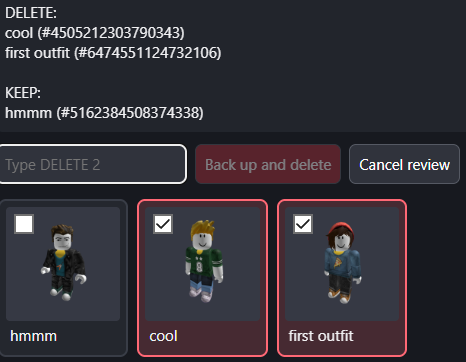 DELETE:
cool (#4505212303790343)
first outfit (#6474551124732106)
KEEP:
hmmm (#5162384508374338)
Type DELETE 2
Back up and delete
Cancel review
hmmm
cool
first outfit